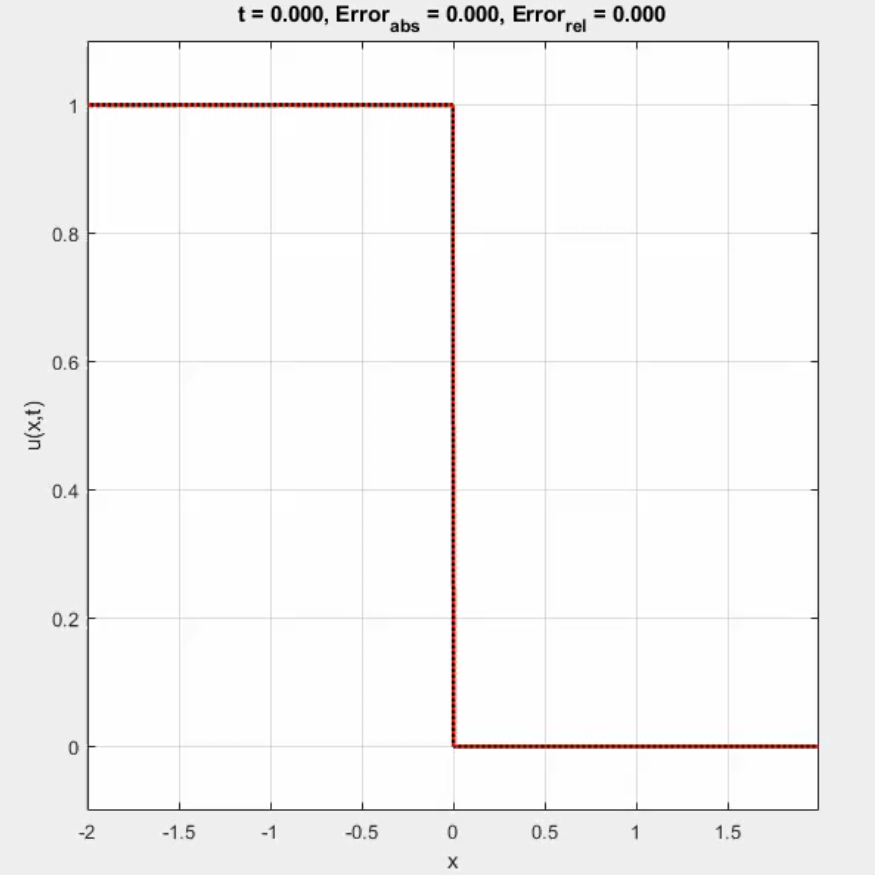 t = 0.000, Error_abs = 0.000, Error_rel = 0.000
1
0.8
0.6
0.4
0.2
0
u(x,t)
-2 -1.5 -1 -0.5 0 0.5 1 1.5
x